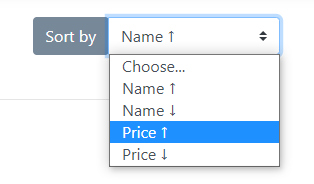 Sort by Name ↑
Choose...
Name ↑
Name ↓
Price ↑
Price ↓